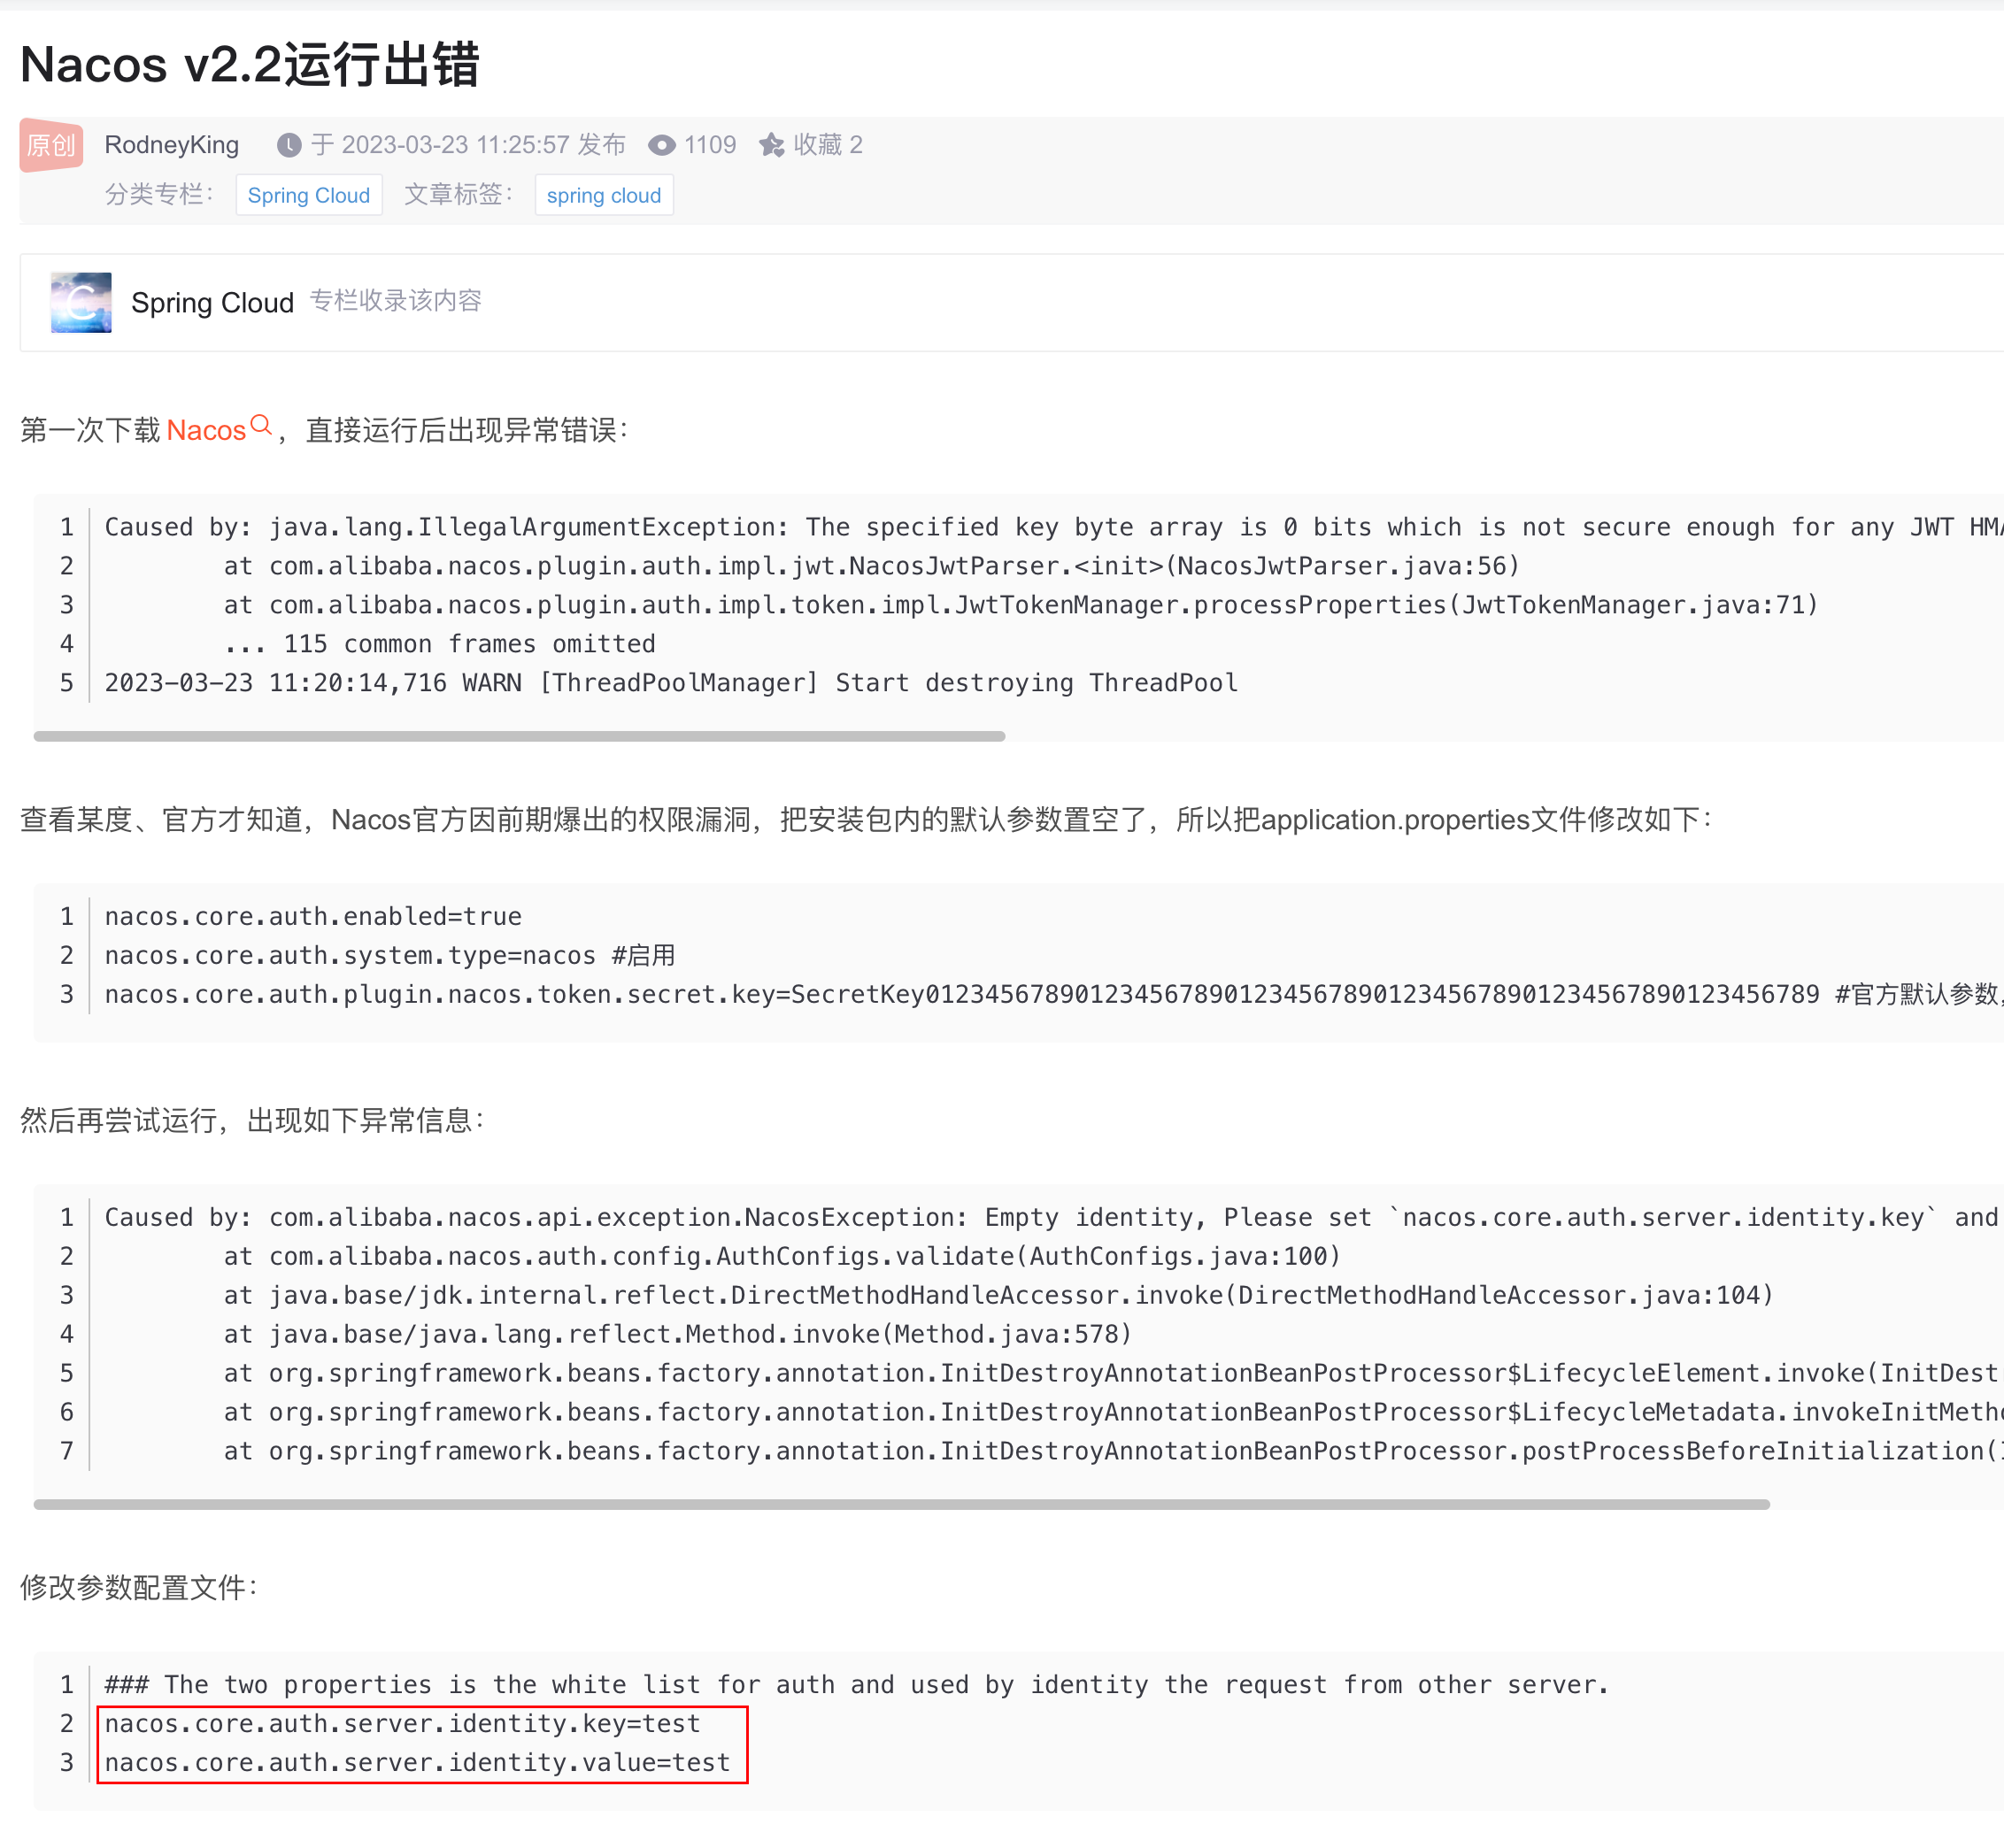 Nacos v2.2运行出错
原创 RodneyKing 于 2023-03-23 11:25:57 发布 1109 收藏 2
分类专栏： Spring Cloud 文章标签： spring cloud
Spring Cloud 专栏收录该内容
第一次下载 Nacos，直接运行后出现异常错误：
1 Caused by: java.lang.IllegalArgumentException: The specified key byte array is 0 bits which is not secure enough for any JWT HMA
2 at com.alibaba.nacos.plugin.auth.impl.jwt.NacosJwtParser.<init>(NacosJwtParser.java:56)
3 at com.alibaba.nacos.plugin.auth.impl.token.impl.JwtTokenManager.processProperties(JwtTokenManager.java:71)
4 ... 115 common frames omitted
5 2023-03-23 11:20:14,716 WARN [ThreadPoolManager] Start destroying ThreadPool
查看某度、官方才知道，Nacos官方因前期爆出的权限漏洞，把安装包内的默认参数置空了，所以把application.properties文件修改如下：
1 nacos.core.auth.enabled=true
2 nacos.core.auth.system.type=nacos #启用
3 nacos.core.auth.plugin.nacos.token.secret.key=SecretKey012345678901234567890123456789012345678901234567890123456789 #官方默认参数，
然后再尝试运行，出现如下异常信息：
1 Caused by: com.alibaba.nacos.api.exception.NacosException: Empty identity, Please set `nacos.core.auth.server.identity.key` and
2 at com.alibaba.nacos.auth.config.AuthConfigs.validate(AuthConfigs.java:100)
3 at java.base/jdk.internal.reflect.DirectMethodHandleAccessor.invoke(DirectMethodHandleAccessor.java:104)
4 at java.base/java.lang.reflect.Method.invoke(Method.java:578)
5 at org.springframework.beans.factory.annotation.InitDestroyAnnotationBeanPostProcessor$LifecycleElement.invoke(InitDest
6 at org.springframework.beans.factory.annotation.InitDestroyAnnotationBeanPostProcessor$LifecycleMetadata.invokeInitMeth
7 at org.springframework.beans.factory.annotation.InitDestroyAnnotationBeanPostProcessor.postProcessBeforeInitialization(
修改参数配置文件：
1 ### The two properties is the white list for auth and used by identity the request from other server.
2 nacos.core.auth.server.identity.key=test
3 nacos.core.auth.server.identity.value=test